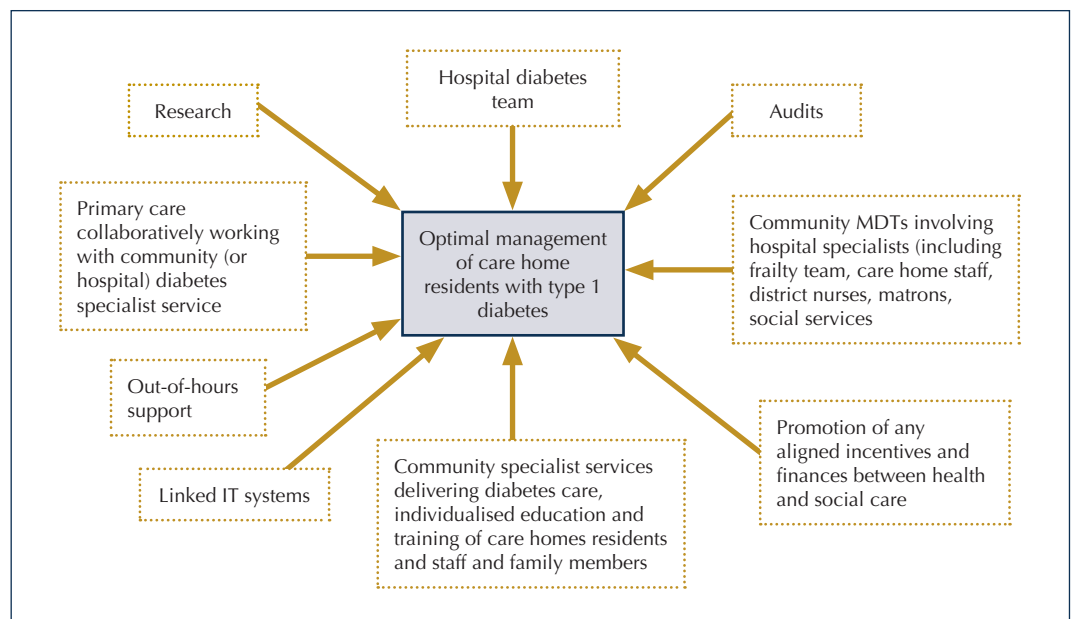 Hospital diabetes
team
Research
Audits
Primary care
collaboratively working
with community (or
hospital) diabetes
specialist service
Optimal management
of care home
residents with type 1
diabetes
Community MDTs involving
hospital specialists (including
frailty team, care home staff,
district nurses, matrons,
social services
Out-of-hours
support
Linked IT systems
Community specialist services
delivering diabetes care,
individualised education and
training of care homes residents
and staff and family members
Promotion of any
aligned incentives and
finances between health
and social care